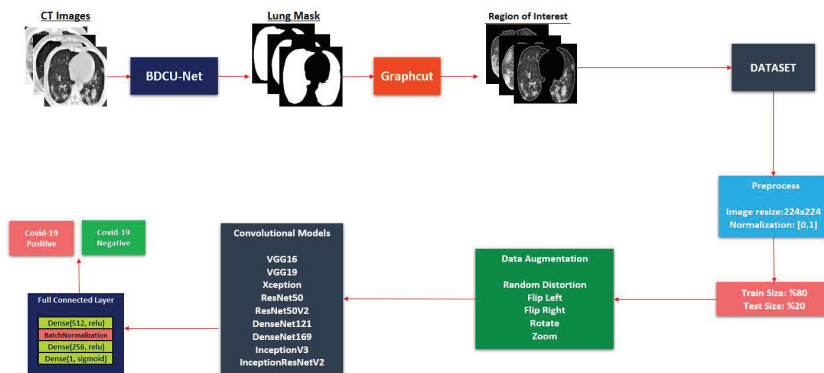 CT Images
Lung Mask
Region of Interest
BDCU-Net
Graphcut
DATASET
Preprocess
Image resize:224x224
Normalization: [0,1]
Train Size: %80
Test Size: %20
Data Augmentation
Random Distortion
Flip Left
Flip Right
Rotate
Zoom
Convolutional Models
VGG16
VGG19
Xception
ResNet50
ResNet50V2
DenseNet121
DenseNet169
InceptionV3
InceptionResNetV2
Full Connected Layer
Dense(512, relu)
BatchNormalization
Dense(256, relu)
Dense(1, sigmoid)
Covid-19
Positive
Covid-19
Negative